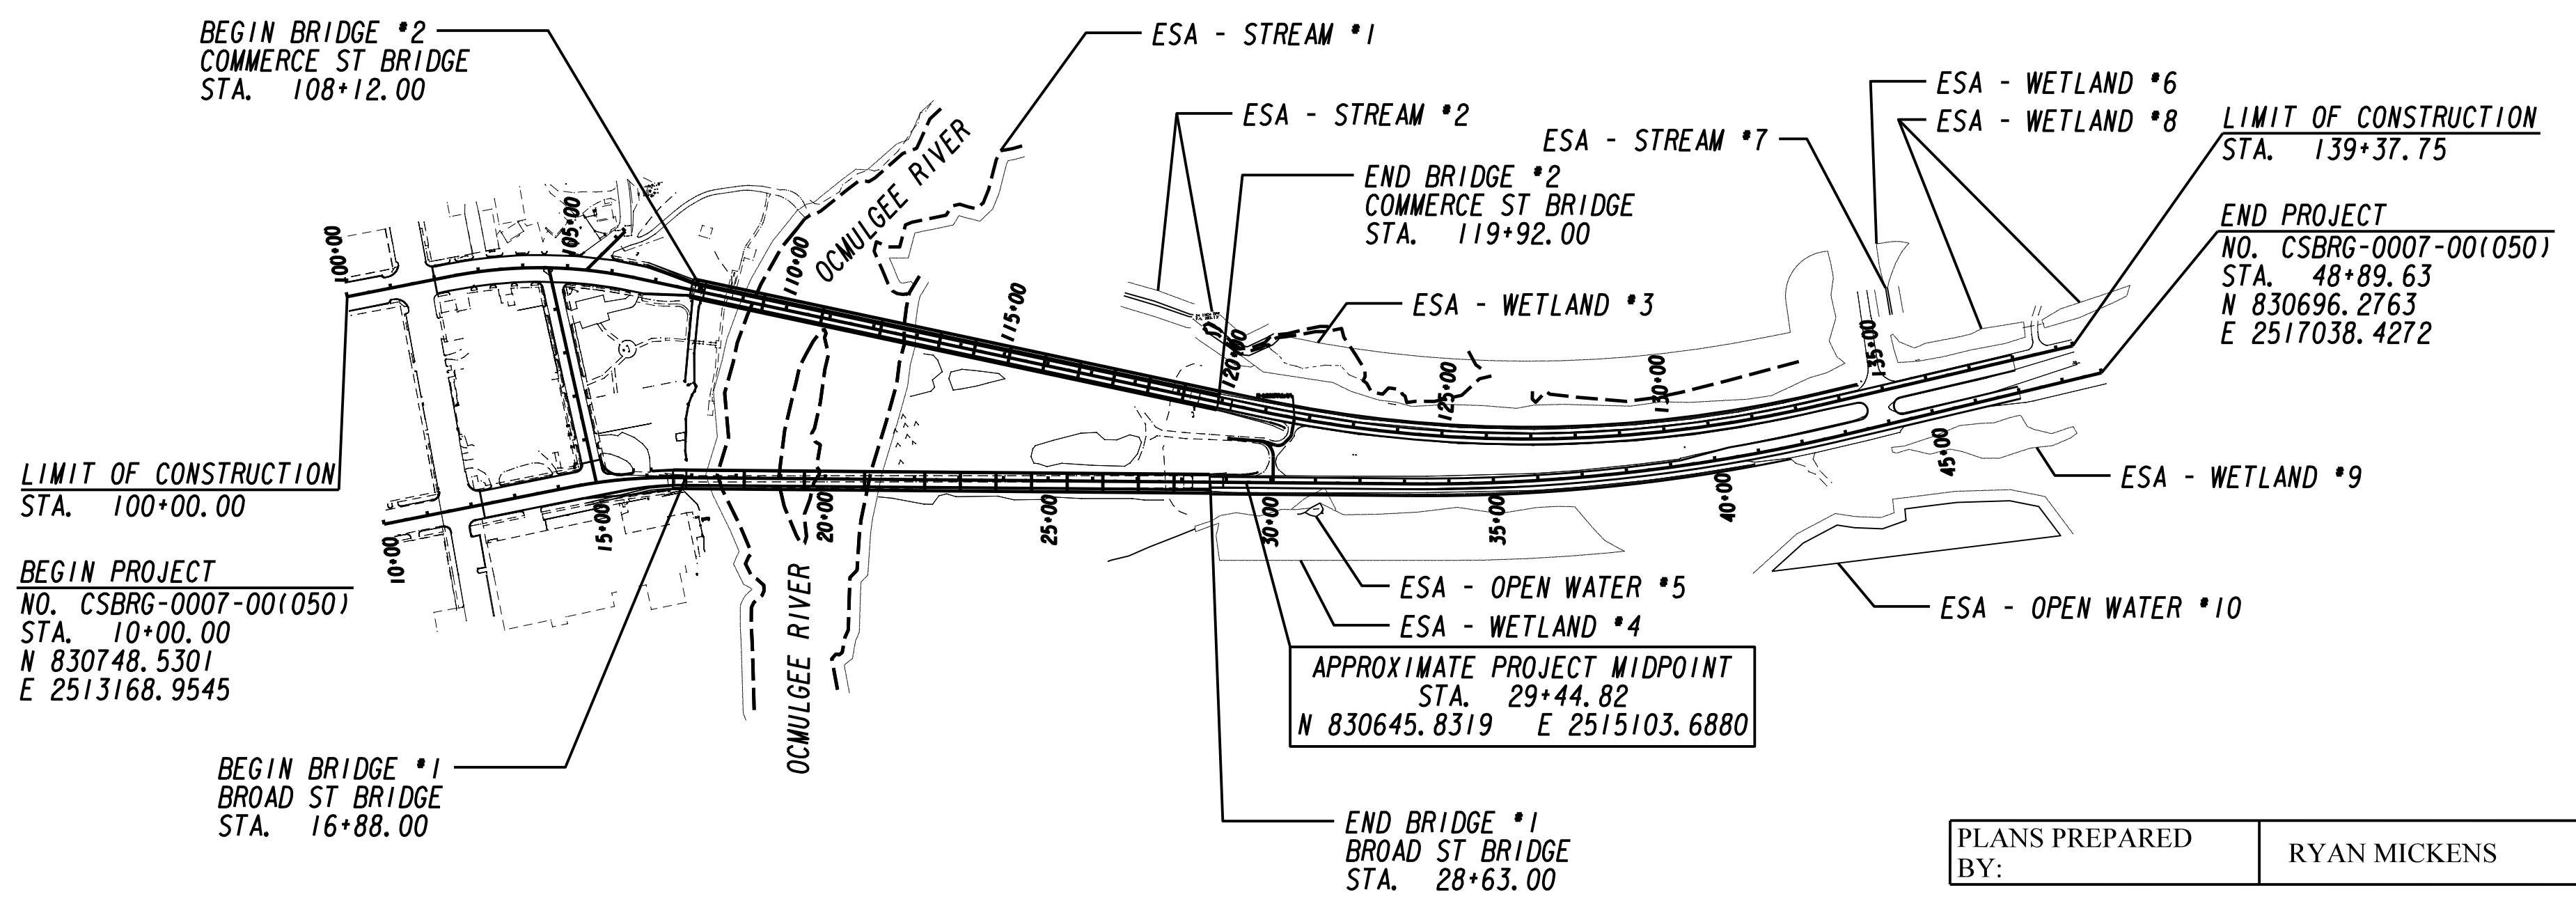 BEGIN BRIDGE #2
COMMERCE ST BRIDGE
STA. 108+12.00
ESA - STREAM #1
ESA - STREAM #2
ESA - STREAM #7
ESA - WETLAND #6
ESA - WETLAND #8
LIMIT OF CONSTRUCTION
STA. 139+37.75
END BRIDGE #2
COMMERCE ST BRIDGE
STA. 119+92.00
END PROJECT
NO. CSBRG-0007-00(050)
STA. 48+89.63
N 830696.2763
E 2517038.4272
OCMULGEE RIVER
ESA - WETLAND #3
100+00
105+00
110+00
115+00
120+00
125+00
130+00
135+00
LIMIT OF CONSTRUCTION
STA. 100+00.00
10+00
15+00
20+00
25+00
30+00
35+00
40+00
45+00
ESA - WETLAND #9
BEGIN PROJECT
NO. CSBRG-0007-00(050)
STA. 10+00.00
N 830748.5301
E 2513168.9545
OCMULGEE RIVER
ESA - OPEN WATER #5
ESA - WETLAND #4
ESA - OPEN WATER #10
APPROXIMATE PROJECT MIDPOINT
STA. 29+44.82
N 830645.8319 E 2515103.6880
BEGIN BRIDGE #1
BROAD ST BRIDGE
STA. 16+88.00
END BRIDGE #1
BROAD ST BRIDGE
STA. 28+63.00
PLANS PREPARED
BY:
RYAN MICKENS